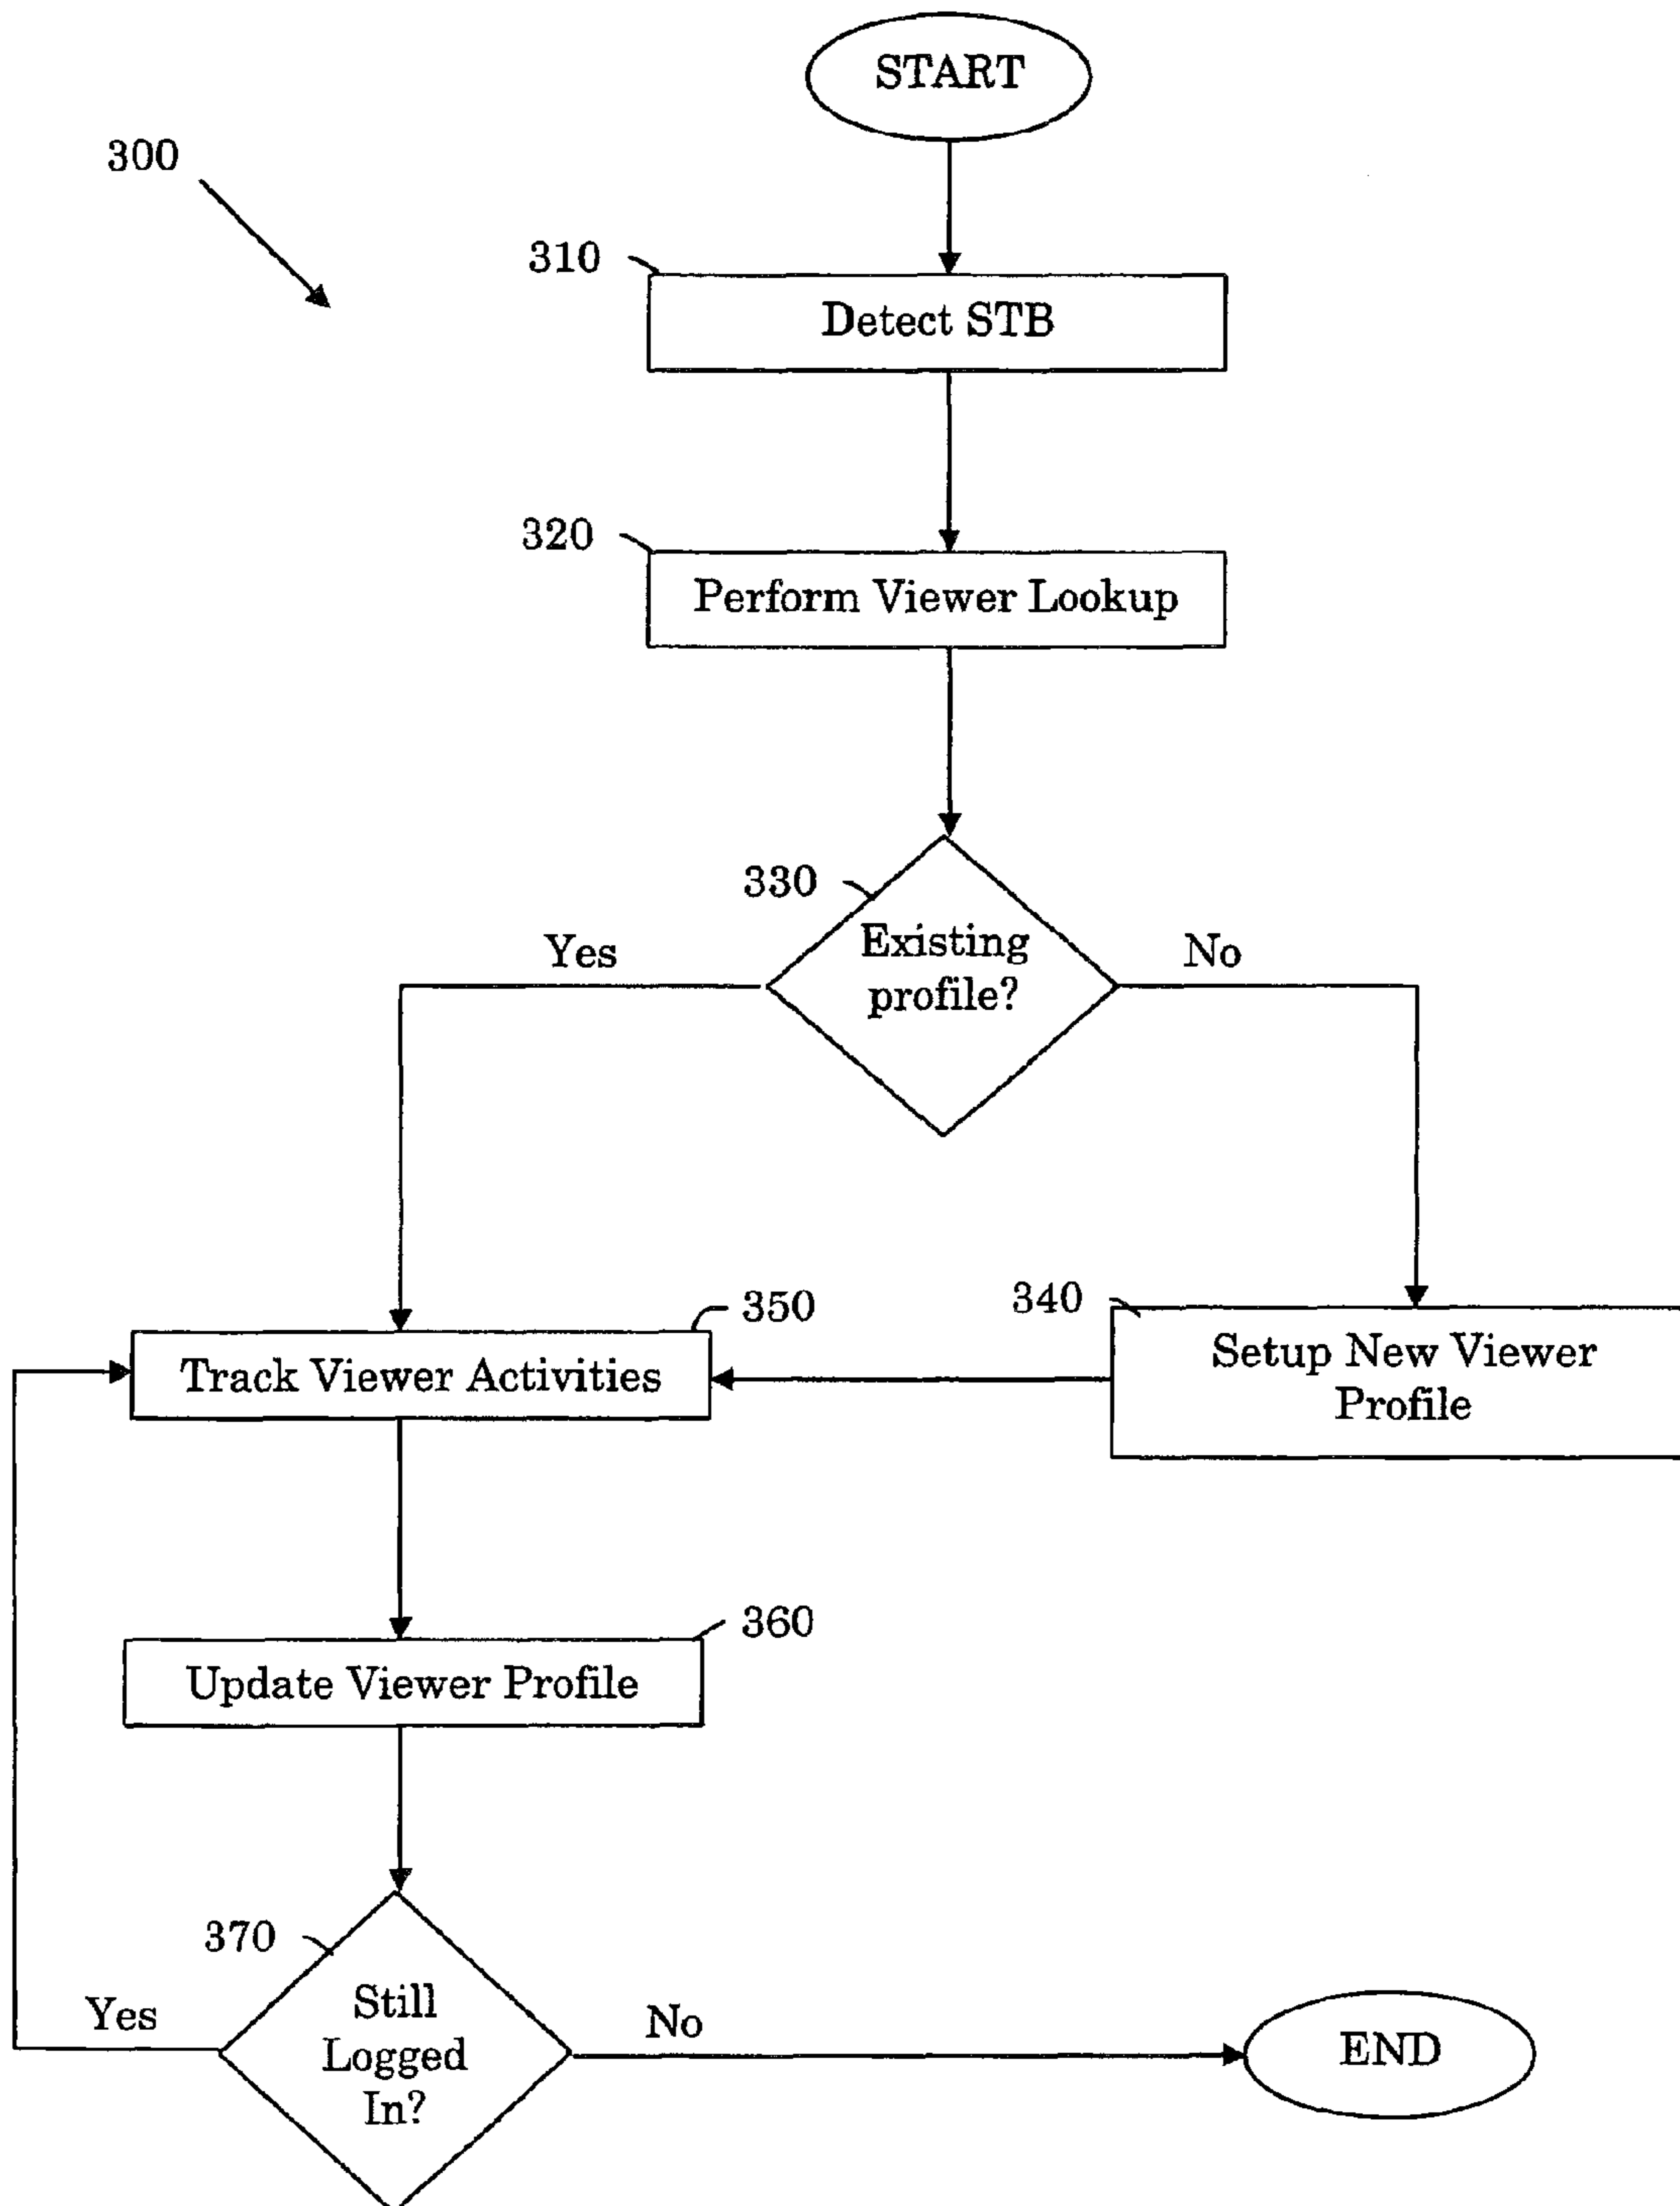 START
300
310
Detect STB
320
Perform Viewer Lookup
330
Existing
profile?
Yes
No
350
340
Track Viewer Activities
Setup New Viewer
Profile
360
Update Viewer Profile
370
Still
Logged
In?
Yes
No
END